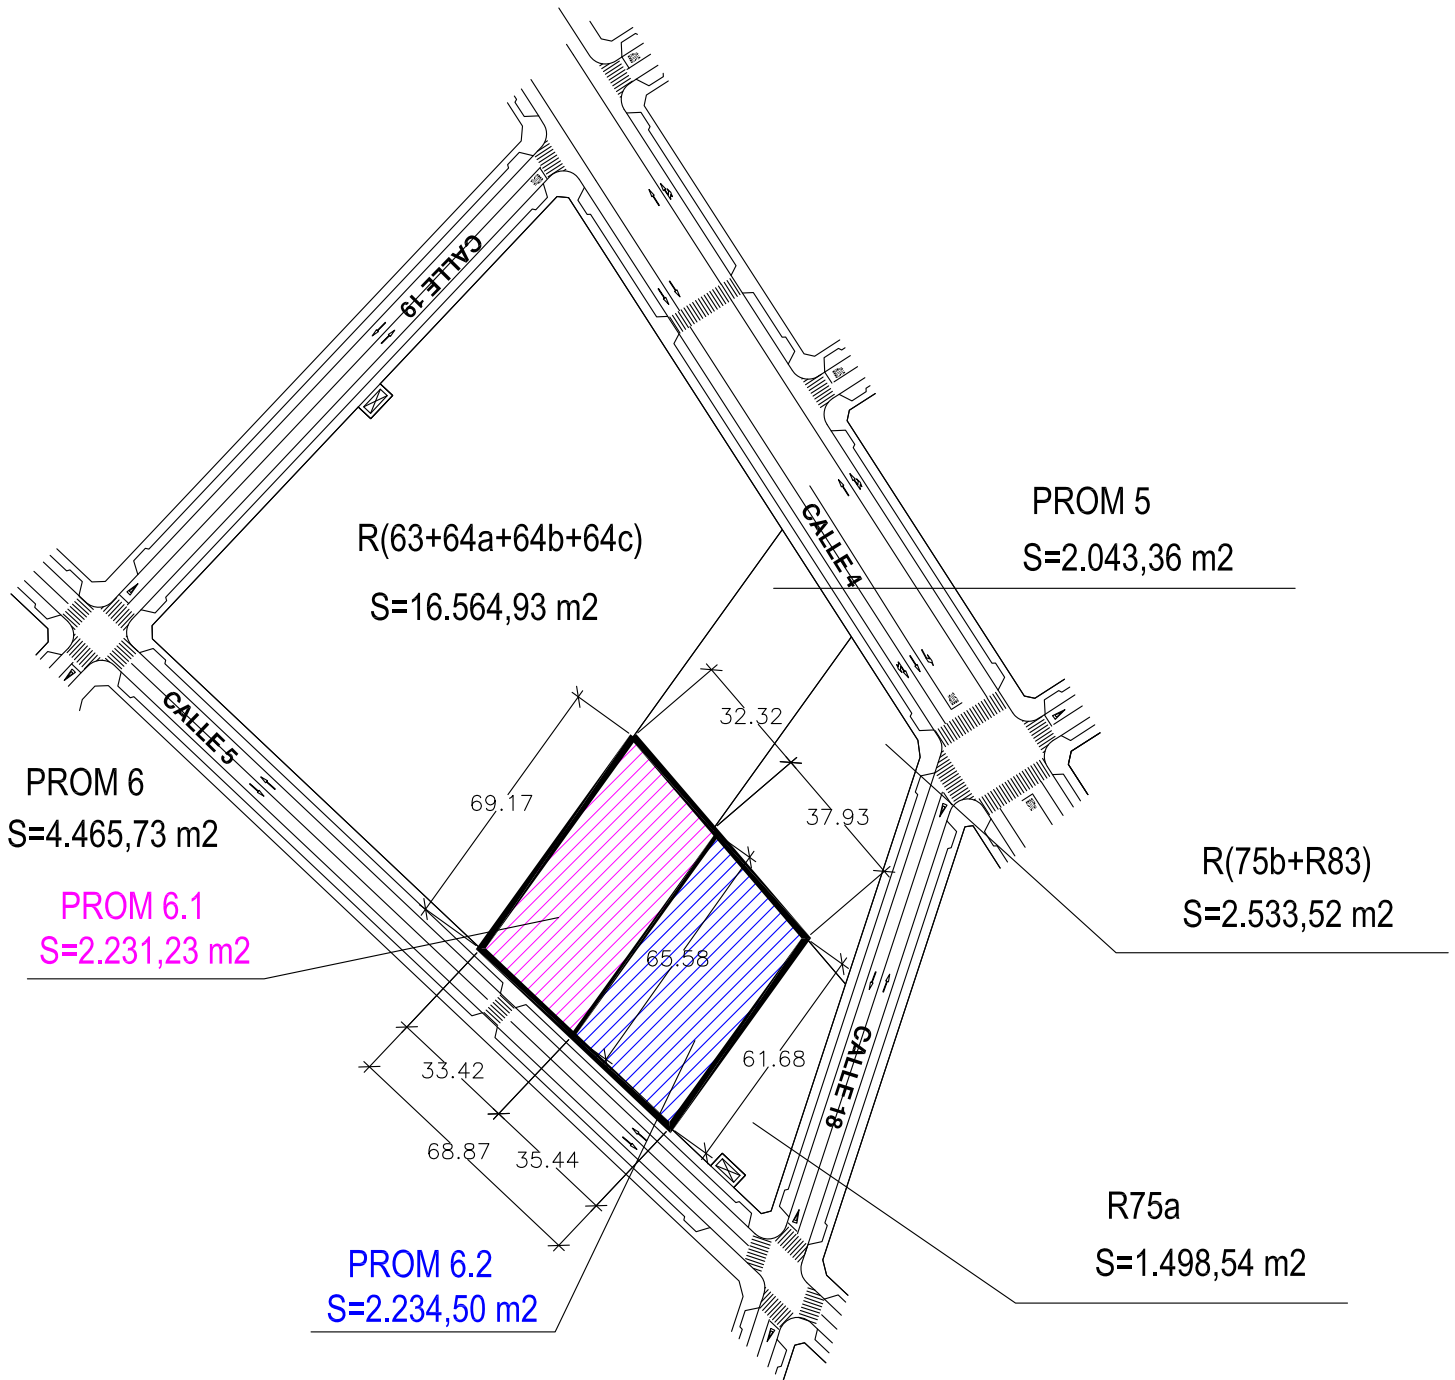 CALLE 19
PROM 5
S=2.043,36 m2
CALLE 4
R(63+64a+64b+64c)
S=16.564,93 m2
CALLE 5
32.32
37.93
69.17
PROM 6
S=4.465,73 m2
PROM 6.1
S=2.231,23 m2
R(75b+R83)
S=2.533,52 m2
65.58
61.68
CALLE 18
33.42
68.87
35.44
R75a
S=1.498,54 m2
PROM 6.2
S=2.234,50 m2